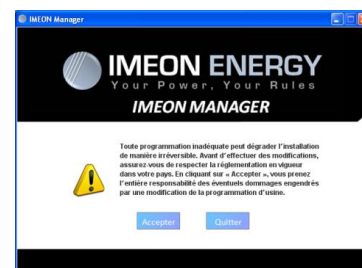 IMEON Manager
IMEON ENERGY
Your Power, Your Rules
IMEON MANAGER
Toute programmation inadéquate peut dégrader l'installation
de manière irréversible. Avant d'effectuer des modifications,
assurez-vous de respecter la réglementation en vigueur
dans votre pays. En cliquant sur « Accepter », vous prenez
l'entière responsabilité des éventuels dommages engendrés
par une modification de la programmation d'usine.
Accepter
Quitter